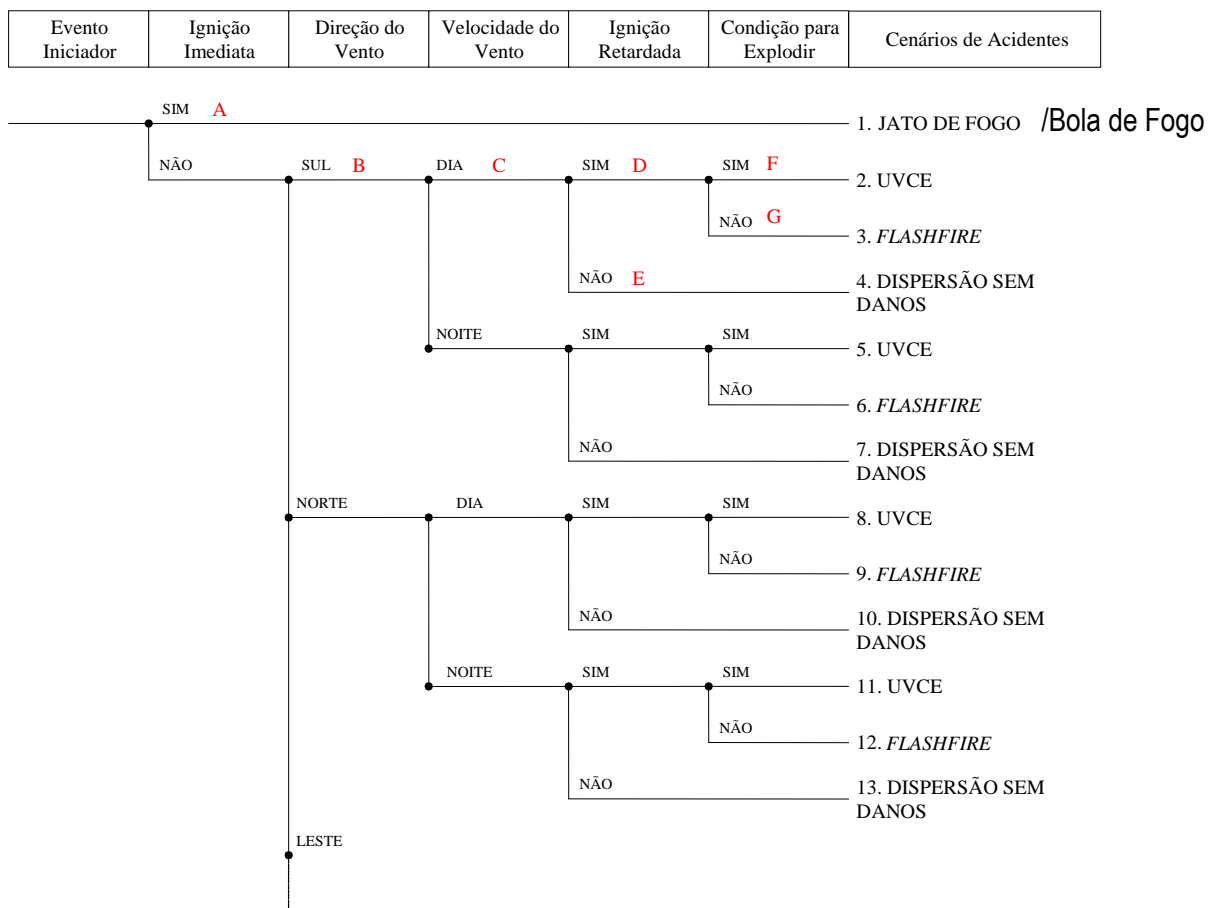 Evento Iniciador
Ignição Imediata
Direção do Vento
Velocidade do Vento
Ignição Retardada
Condição para Explodir
Cenários de Acidentes
SIM A
1. JATO DE FOGO /Bola de Fogo
NÃO
SUL B
DIA C
SIM D
SIM F
2. UVCE
NÃO G
3. FLASHFIRE
NÃO E
4. DISPERSÃO SEM
DANOS
NOITE
SIM
SIM
5. UVCE
NÃO
6. FLASHFIRE
NÃO
7. DISPERSÃO SEM
DANOS
NORTE
DIA
SIM
SIM
8. UVCE
NÃO
9. FLASHFIRE
NÃO
10. DISPERSÃO SEM
DANOS
NOITE
SIM
SIM
11. UVCE
NÃO
12. FLASHFIRE
NÃO
13. DISPERSÃO SEM
DANOS
LESTE